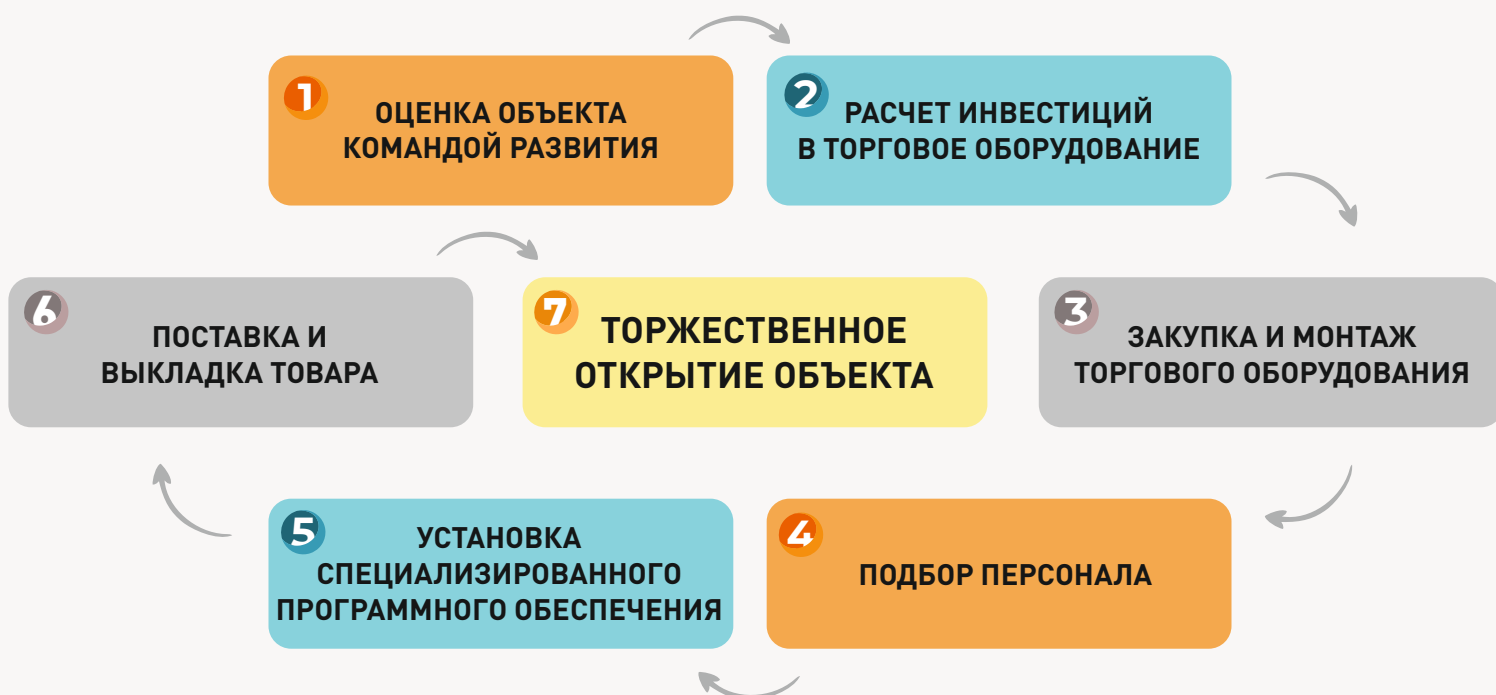 1
ОЦЕНКА ОБЪЕКТА
КОМАНДОЙ РАЗВИТИЯ
2
РАСЧЕТ ИНВЕСТИЦИЙ
В ТОРГОВОЕ ОБОРУДОВАНИЕ
3
ЗАКУПКА И МОНТАЖ
ТОРГОВОГО ОБОРУДОВАНИЯ
4
ПОДБОР ПЕРСОНАЛА
5
УСТАНОВКА
СПЕЦИАЛИЗИРОВАННОГО
ПРОГРАММНОГО ОБЕСПЕЧЕНИЯ
6
ПОСТАВКА И
ВЫКЛАДКА ТОВАРА
7
ТОРЖЕСТВЕННОЕ
ОТКРЫТИЕ ОБЪЕКТА